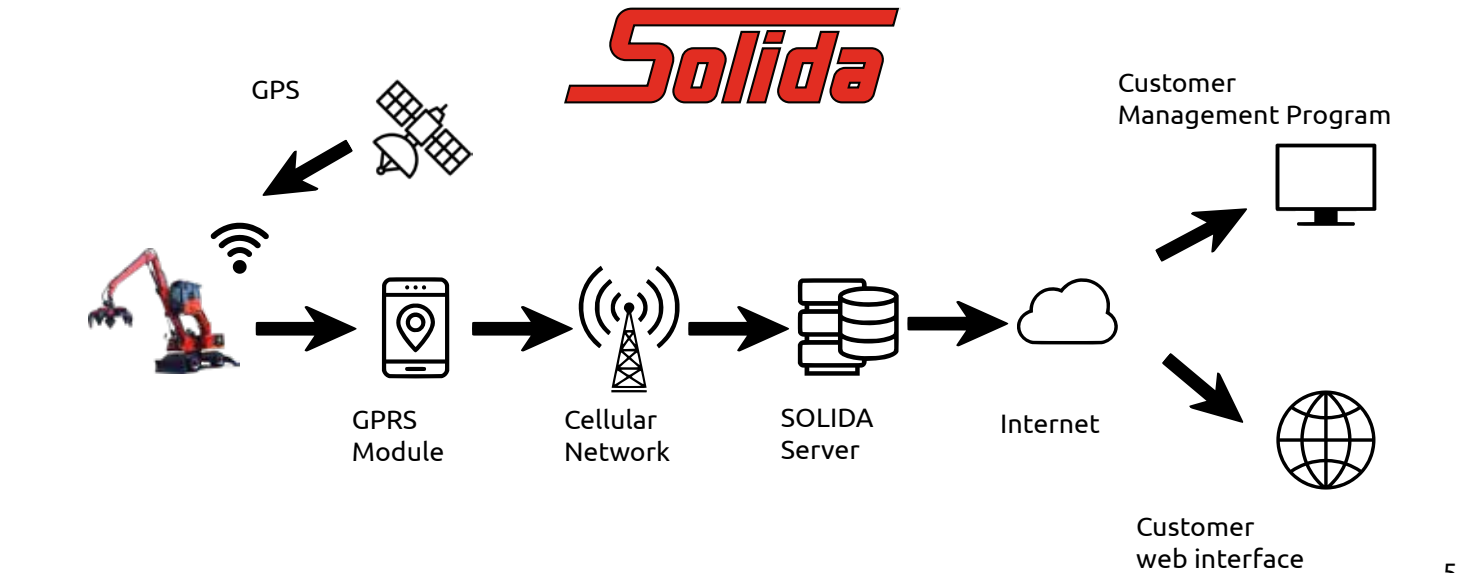 Solida
GPS
Customer
Management Program
GPRS
Module
Cellular
Network
SOLIDA
Server
Internet
Customer
web interface
5